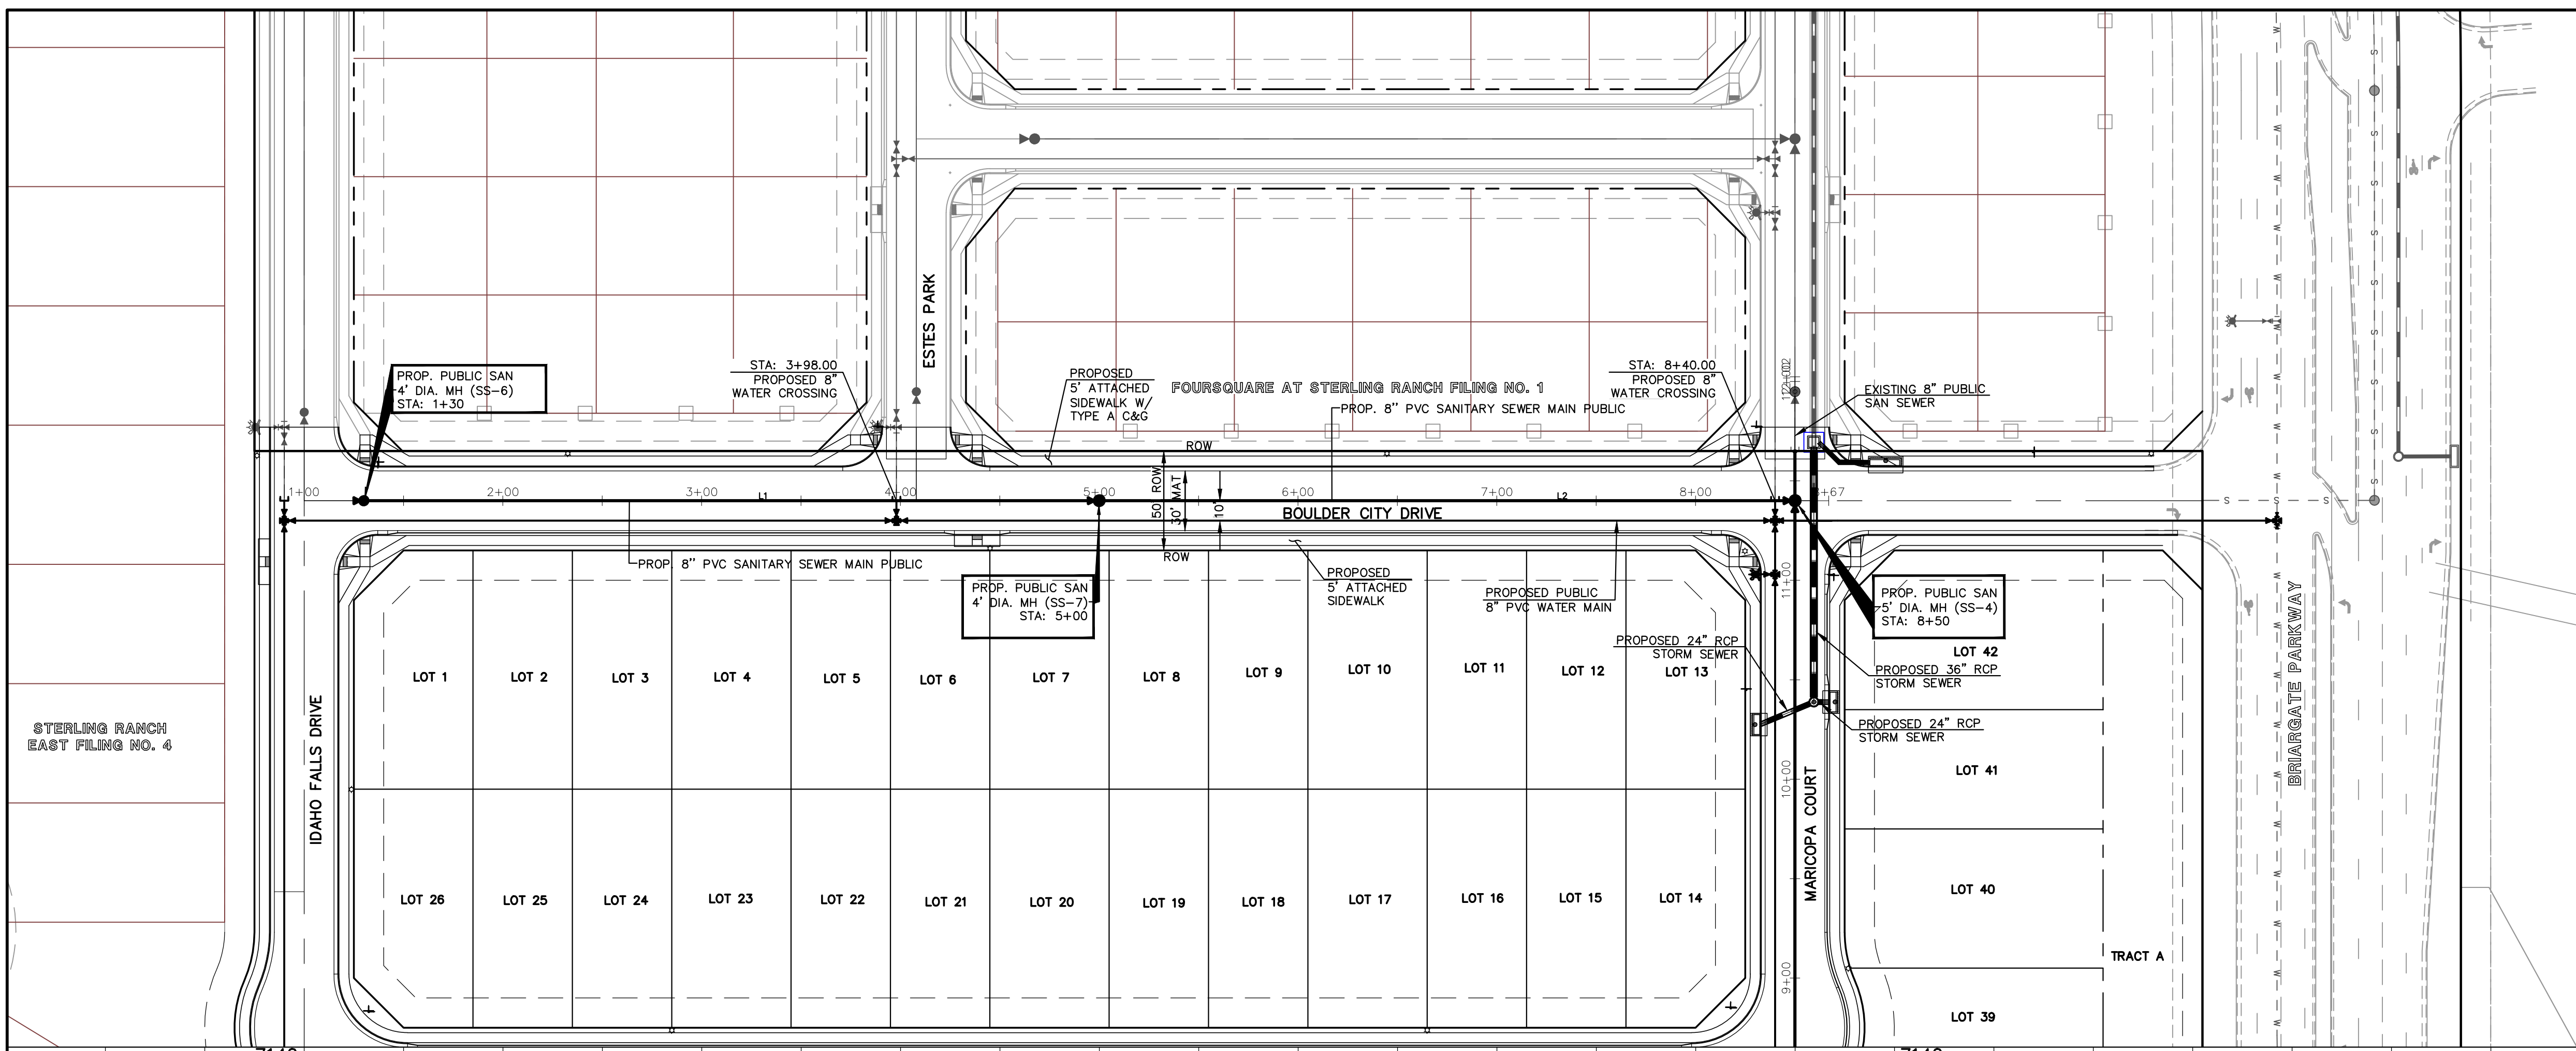 PROP. PUBLIC SAN
4' DIA. MH (SS-6)
STA: 1+30
STA: 3+98.00
PROPOSED 8"
WATER CROSSING
ESTES PARK
PROPOSED
5' ATTACHED
SIDEWALK W/
TYPE A C&G
FOURSQUARE AT STERLING RANCH FILING NO. 1
PROP. 8" PVC SANITARY SEWER MAIN PUBLIC
STA: 8+40.00
PROPOSED 8"
WATER CROSSING
EXISTING 8" PUBLIC
SAN SEWER
ROW
1+00
2+00
3+00
L1
4+00
5+00
50' ROW
30' MAT
10'
6+00
7+00
L2
8+00
BOULDER CITY DRIVE
ROW
PROP. 8" PVC SANITARY SEWER MAIN PUBLIC
PROP. PUBLIC SAN
4' DIA. MH (SS-7)
STA: 5+00
PROPOSED
5' ATTACHED
SIDEWALK
PROPOSED PUBLIC
8" PVC WATER MAIN
11+00
PROP. PUBLIC SAN
5' DIA. MH (SS-4)
STA: 8+50
PROPOSED 24" RCP
STORM SEWER
LOT 42
PROPOSED 36" RCP
STORM SEWER
PROPOSED 24" RCP
STORM SEWER
LOT 1
LOT 2
LOT 3
LOT 4
LOT 5
LOT 6
LOT 7
LOT 8
LOT 9
LOT 10
LOT 11
LOT 12
LOT 13
STERLING RANCH
EAST FILING NO. 4
IDAHO FALLS DRIVE
BRIARGATE PARKWAY
LOT 41
10+00
MARICOPA COURT
LOT 26
LOT 25
LOT 24
LOT 23
LOT 22
LOT 21
LOT 20
LOT 19
LOT 18
LOT 17
LOT 16
LOT 15
LOT 14
LOT 40
TRACT A
9+00
LOT 39